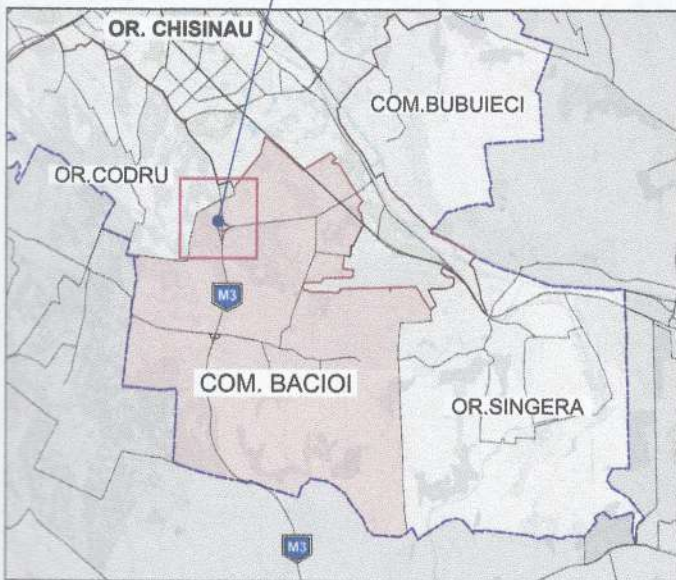 OR. CHISINAU
COM.BUBUIECI
OR.CODRU
M3
COM. BACIOI
OR.SINGERA
M3